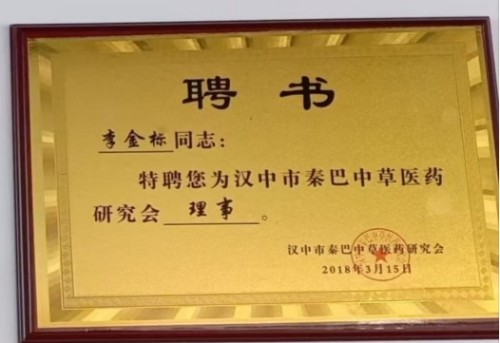 聘书
李金标同志：
特聘您为汉中市秦巴中草医药
研究会 理事 。
汉中市秦巴中草医药研究会
2018年3月15日